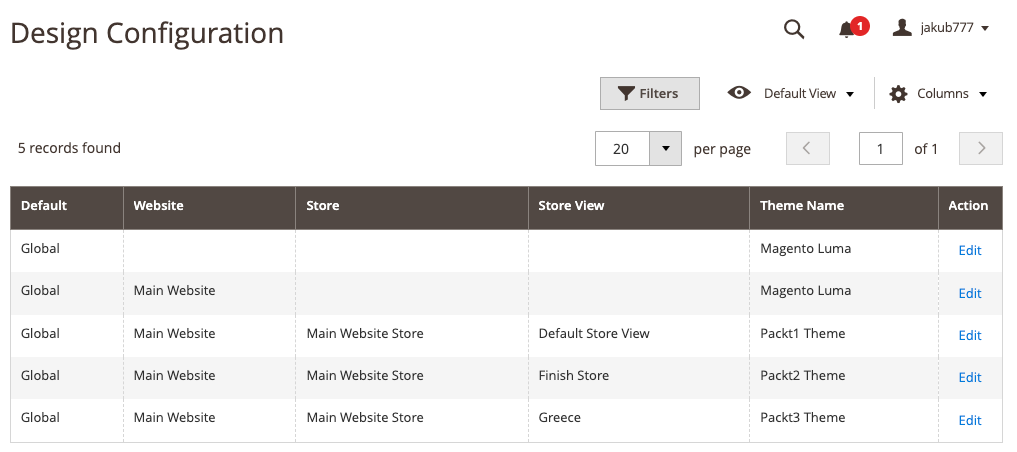 Design Configuration
1
jakub777
Filters
Default View
Columns
5 records found
20
per page
1
of 1
Default Website Store Store View Theme Name Action
Global Magento Luma Edit
Global Main Website Magento Luma Edit
Global Main Website Main Website Store Default Store View Packt1 Theme Edit
Global Main Website Main Website Store Finish Store Packt2 Theme Edit
Global Main Website Main Website Store Greece Packt3 Theme Edit